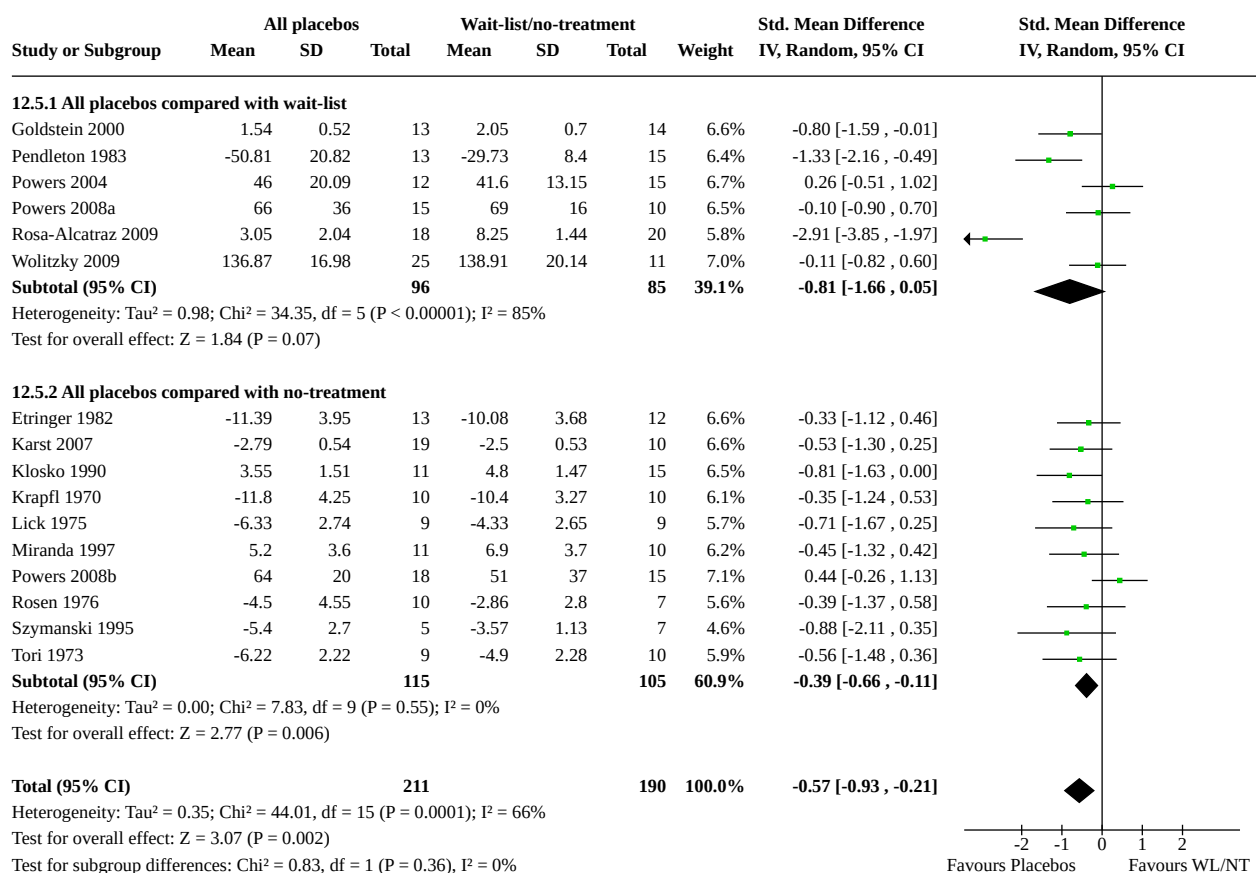 All placebos Wait-list/no-treatment Std. Mean Difference Std. Mean Difference
Study or Subgroup Mean SD Total Mean SD Total Weight IV, Random, 95% CI IV, Random, 95% CI
12.5.1 All placebos compared with wait-list
Goldstein 2000 1.54 0.52 13 2.05 0.7 14 6.6% -0.80 [-1.59 , -0.01]
Pendleton 1983 -50.81 20.82 13 -29.73 8.4 15 6.4% -1.33 [-2.16 , -0.49]
Powers 2004 46 20.09 12 41.6 13.15 15 6.7% 0.26 [-0.51 , 1.02]
Powers 2008a 66 36 15 69 16 10 6.5% -0.10 [-0.90 , 0.70]
Rosa-Alcatraz 2009 3.05 2.04 18 8.25 1.44 20 5.8% -2.91 [-3.85 , -1.97]
Wolitzky 2009 136.87 16.98 25 138.91 20.14 11 7.0% -0.11 [-0.82 , 0.60]
Subtotal (95% CI) 96 85 39.1% -0.81 [-1.66 , 0.05]
Heterogeneity: Tau² = 0.98; Chi² = 34.35, df = 5 (P < 0.00001); I² = 85%
Test for overall effect: Z = 1.84 (P = 0.07)
12.5.2 All placebos compared with no-treatment
Etringer 1982 -11.39 3.95 13 -10.08 3.68 12 6.6% -0.33 [-1.12 , 0.46]
Karst 2007 -2.79 0.54 19 -2.5 0.53 10 6.6% -0.53 [-1.30 , 0.25]
Klosko 1990 3.55 1.51 11 4.8 1.47 15 6.5% -0.81 [-1.63 , 0.00]
Krapfl 1970 -11.8 4.25 10 -10.4 3.27 10 6.1% -0.35 [-1.24 , 0.53]
Lick 1975 -6.33 2.74 9 -4.33 2.65 9 5.7% -0.71 [-1.67 , 0.25]
Miranda 1997 5.2 3.6 11 6.9 3.7 10 6.2% -0.45 [-1.32 , 0.42]
Powers 2008b 64 20 18 51 37 15 7.1% 0.44 [-0.26 , 1.13]
Rosen 1976 -4.5 4.55 10 -2.86 2.8 7 5.6% -0.39 [-1.37 , 0.58]
Szymanski 1995 -5.4 2.7 5 -3.57 1.13 7 4.6% -0.88 [-2.11 , 0.35]
Tori 1973 -6.22 2.22 9 -4.9 2.28 10 5.9% -0.56 [-1.48 , 0.36]
Subtotal (95% CI) 115 105 60.9% -0.39 [-0.66 , -0.11]
Heterogeneity: Tau² = 0.00; Chi² = 7.83, df = 9 (P = 0.55); I² = 0%
Test for overall effect: Z = 2.77 (P = 0.006)
Total (95% CI) 211 190 100.0% -0.57 [-0.93 , -0.21]
Heterogeneity: Tau² = 0.35; Chi² = 44.01, df = 15 (P = 0.0001); I² = 66%
Test for overall effect: Z = 3.07 (P = 0.002)
-2 -1 0 1 2
Test for subgroup differences: Chi² = 0.83, df = 1 (P = 0.36), I² = 0% Favours Placebos Favours WL/NT